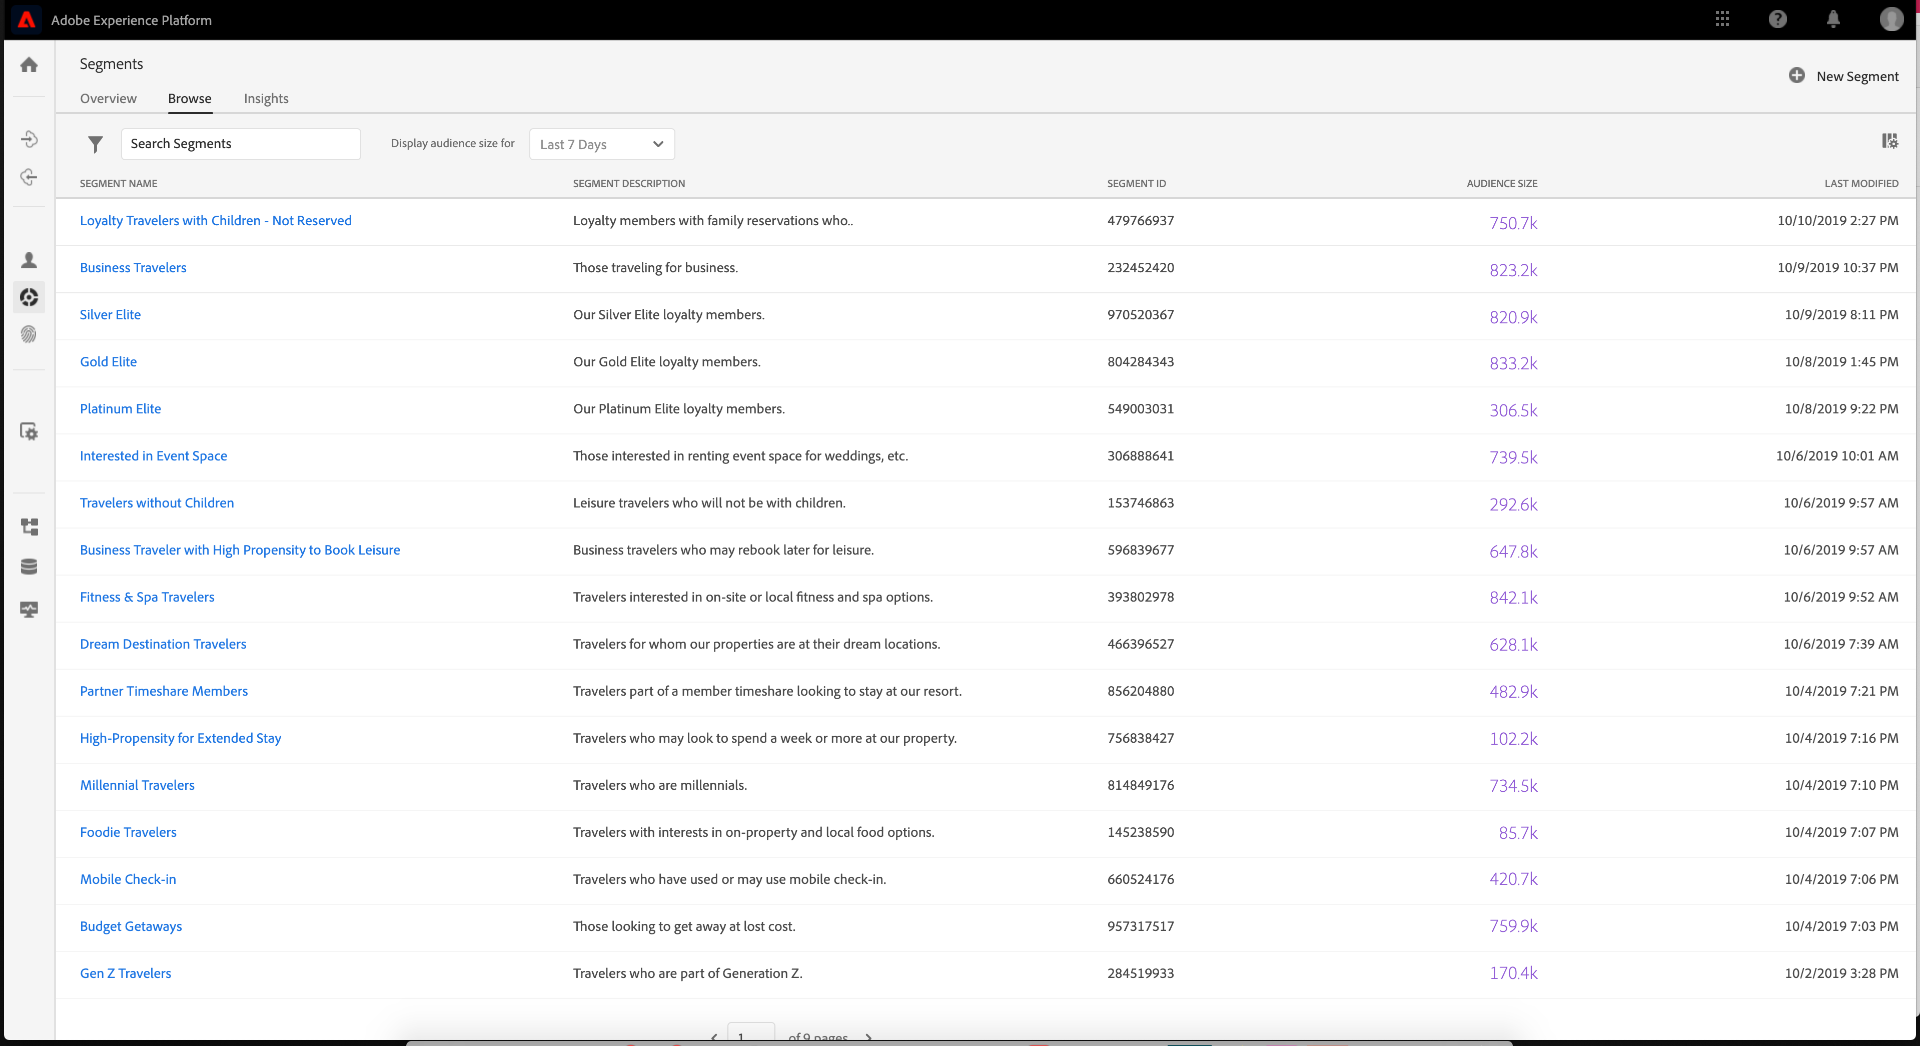 Adobe Experience Platform
Segments
New Segment
Overview Browse Insights
Search Segments Display audience size for Last 7 Days
SEGMENT NAME SEGMENT DESCRIPTION SEGMENT ID AUDIENCE SIZE LAST MODIFIED
Loyalty Travelers with Children - Not Reserved Loyalty members with family reservations who.. 479766937 750.7k 10/10/2019 2:27 PM
Business Travelers Those traveling for business. 232452420 823.2k 10/9/2019 10:37 PM
Silver Elite Our Silver Elite loyalty members. 970520367 820.9k 10/9/2019 8:11 PM
Gold Elite Our Gold Elite loyalty members. 804284343 833.2k 10/8/2019 1:45 PM
Platinum Elite Our Platinum Elite loyalty members. 549003031 306.5k 10/8/2019 9:22 PM
Interested in Event Space Those interested in renting event space for weddings, etc. 306888641 739.5k 10/6/2019 10:01 AM
Travelers without Children Leisure travelers who will not be with children. 153746863 292.6k 10/6/2019 9:57 AM
Business Traveler with High Propensity to Book Leisure Business travelers who may rebook later for leisure. 596839677 647.8k 10/6/2019 9:57 AM
Fitness & Spa Travelers Travelers interested in on-site or local fitness and spa options. 393802978 842.1k 10/6/2019 9:52 AM
Dream Destination Travelers Travelers for whom our properties are at their dream locations. 466396527 628.1k 10/6/2019 7:39 AM
Partner Timeshare Members Travelers part of a member timeshare looking to stay at our resort. 856204880 482.9k 10/4/2019 7:21 PM
High-Propensity for Extended Stay Travelers who may look to spend a week or more at our property. 756838427 102.2k 10/4/2019 7:16 PM
Millennial Travelers Travelers who are millennials. 814849176 734.5k 10/4/2019 7:10 PM
Foodie Travelers Travelers with interests in on-property and local food options. 145238590 85.7k 10/4/2019 7:07 PM
Mobile Check-in Travelers who have used or may use mobile check-in. 660524176 420.7k 10/4/2019 7:06 PM
Budget Getaways Those looking to get away at lost cost. 957317517 759.9k 10/4/2019 7:03 PM
Gen Z Travelers Travelers who are part of Generation Z. 284519933 170.4k 10/2/2019 3:28 PM
1 of 9 pages